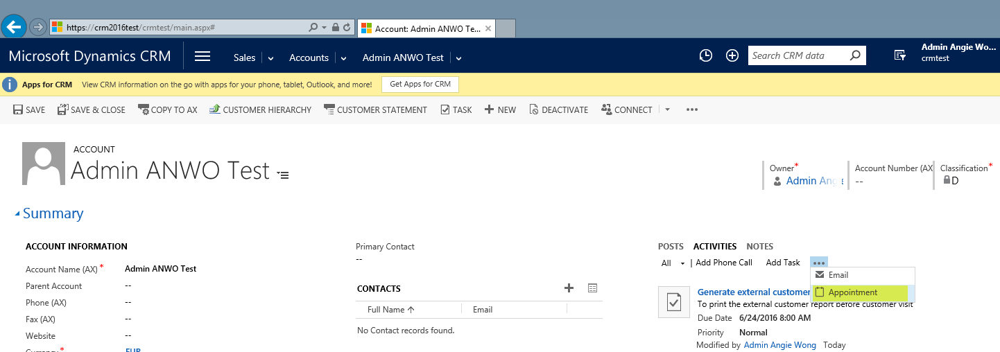 https://crm2016test/crmtest/main.aspx#
Account: Admin ANWO Te...
Microsoft Dynamics CRM
Sales
Accounts
Admin ANWO Test
Search CRM data
Admin Angie Wo...
crmtest
Apps for CRM View CRM information on the go with apps for your phone, tablet, Outlook, and more! Get Apps for CRM
SAVE
SAVE & CLOSE
COPY TO AX
CUSTOMER HIERARCHY
CUSTOMER STATEMENT
TASK
NEW
DEACTIVATE
CONNECT
•••
ACCOUNT
Admin ANWO Test
Owner*
Admin Ang
Account Number (AX
--
Classification*
D
Summary
ACCOUNT INFORMATION
Account Name (AX)* Admin ANWO Test
Parent Account --
Phone (AX) --
Fax (AX) --
Website --
Currency* EUR
Primary Contact
--
CONTACTS
Full Name Email
No Contact records found.
POSTS ACTIVITIES NOTES
All | Add Phone Call Add Task •••
Email
Appointment
Generate external customer
To print the external customer report before customer visit
Due Date 6/24/2016 8:00 AM
Priority Normal
Modified by Admin Angie Wong Today